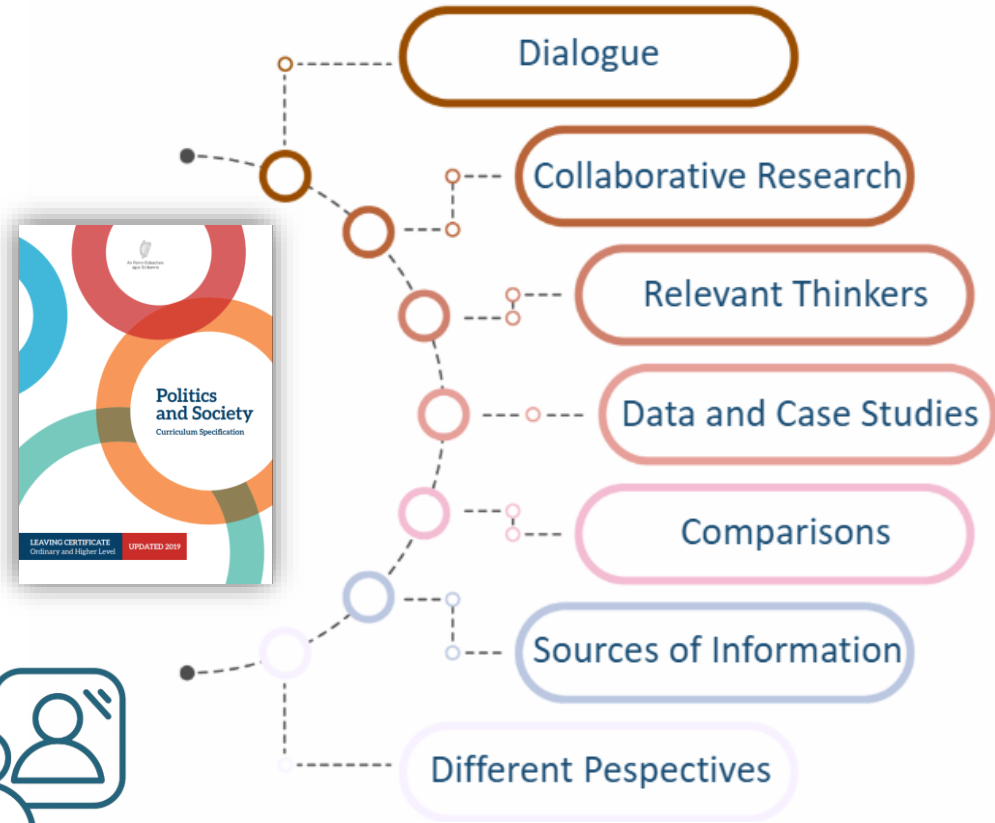 Dialogue
Collaborative Research
Relevant Thinkers
Data and Case Studies
Comparisons
Sources of Information
Different Pespectives
Politics
and Society
Curriculum Specification
LEAVING CERTIFICATE
Ordinary and Higher Level
UPDATED 2019